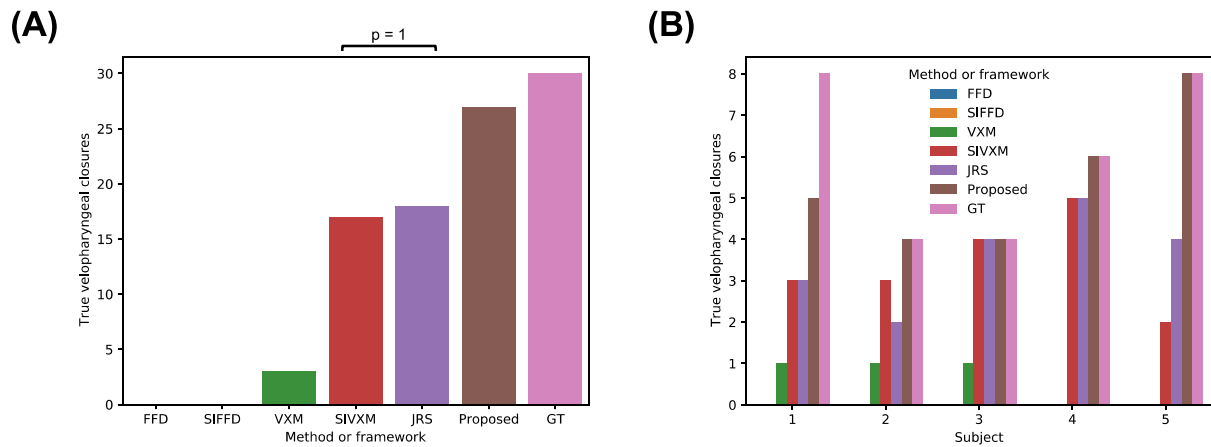 (A)
p = 1
True velopharyngeal closures
30
25
20
15
10
5
0
FFD SIFFD VXM SIVXM JRS Proposed GT
Method or framework
(B)
True velopharyngeal closures
8
7
6
5
4
3
2
1
0
Method or framework
FFD
SIFFD
VXM
SIVXM
JRS
Proposed
GT
1 2 3 4 5
Subject